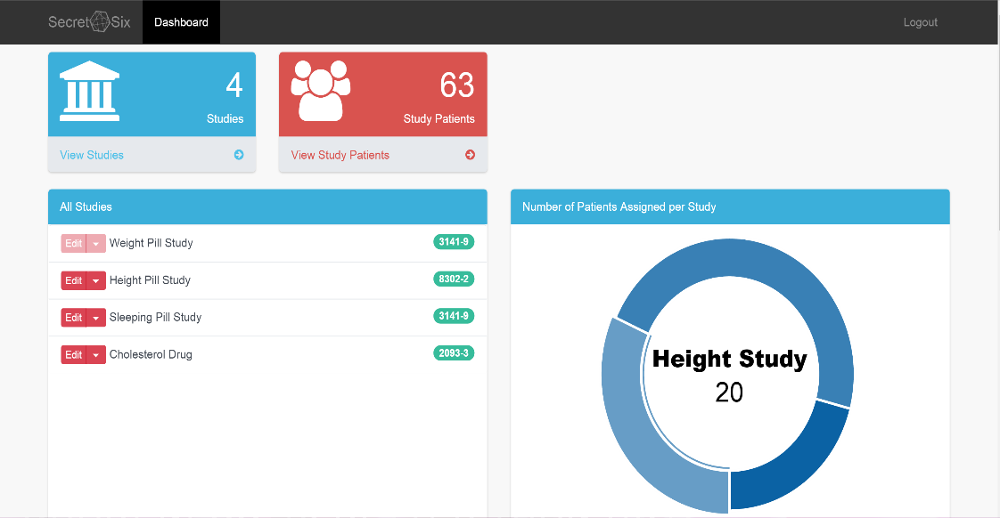 Secret Six Dashboard Logout
4
Studies
View Studies
63
Study Patients
View Study Patients
All Studies
Edit Weight Pill Study 3141-9
Edit Height Pill Study 8302-2
Edit Sleeping Pill Study 3141-9
Edit Cholesterol Drug 2093-3
Number of Patients Assigned per Study
Height Study
20